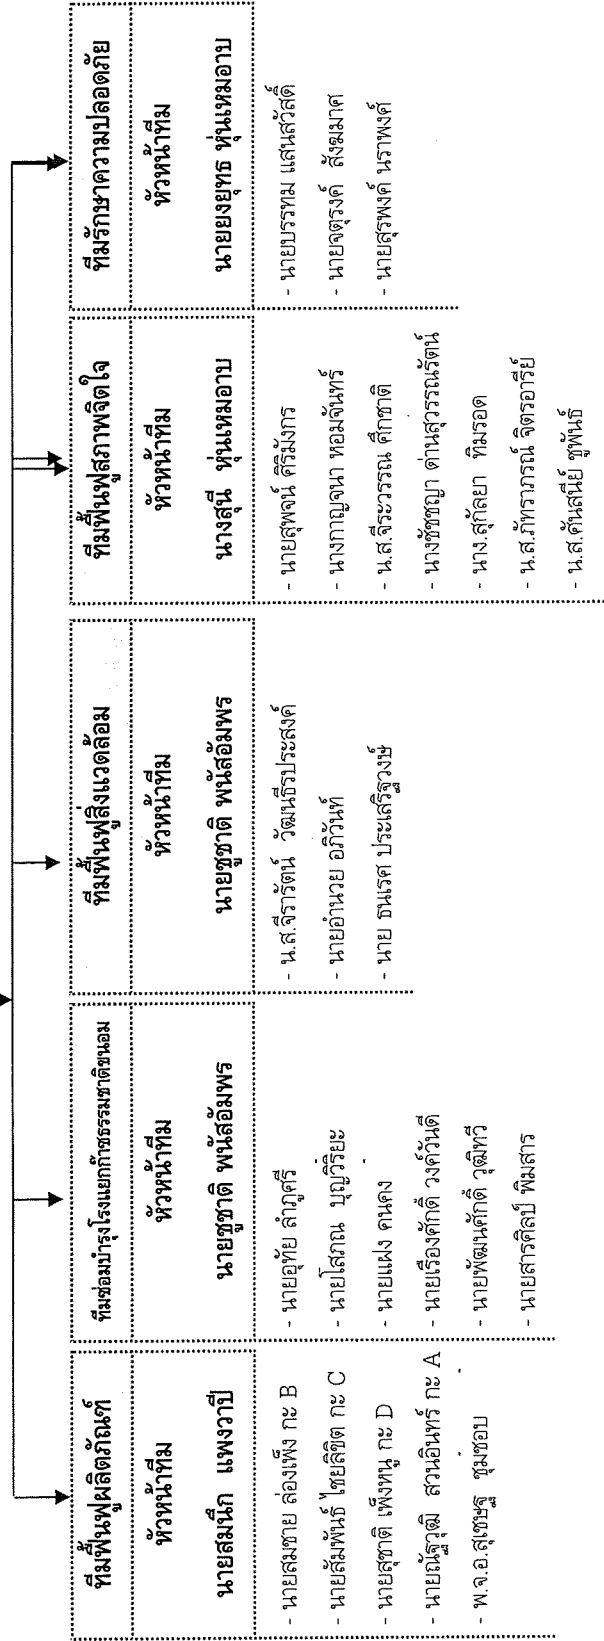 ทีมฟื้นฟูผลิตภัณฑ์
หัวหน้าทีม
นายสมนึก แพงวาปี
- นายสมชาย ล่องเพ็ง กะ B
- นายสัมพันธ์ ไชยลิขิต กะ C
- นายสุชาติ เพ็งหนู กะ D
- นายณัฐวุฒิ สวนอินทร์ กะ A
- พ.จ.อ.สุเชษฐ ชุมชอบ
ทีมซ่อมบำรุงโรงแยกก๊าซธรรมชาติขนอม
หัวหน้าทีม
นายชูชาติ พนัสอัมพร
- นายอุทัย ลำภูศรี
- นายโสภณ บุญวิริยะ
- นายแฝง คนคง
- นายเรืองศักดิ์ วงค์วันดี
- นายพัฒนศักดิ์ วุฒิทวี
- นายสารศิลป์ พิมสาร
ทีมฟื้นฟูสิ่งแวดล้อม
หัวหน้าทีม
นายชูชาติ พนัสอัมพร
- น.ส.จีรารัตน์ วัฒนธีรประสงค์
- นายอำนวย อภิวันท์
- นาย ธนเรศ ประเสริฐวงษ์
ทีมฟื้นฟูสภาพจิตใจ
หัวหน้าทีม
นางสุนี หุ่นเหมอาบ
- นายสุพจน์ ศิริมังกร
- นางกาญจนา หอมจันทร์
- น.ส.จีระวรรณ ศึกชาติ
- นางชัชชญา ด่านสุวรรณรัตน์
- นาง.สุกัลยา ทิมรอด
- น.ส.ภัทราภรณ์ จิตรอารีย์
- น.ส.ศันสนีย์ ชูพันธ์
ทีมรักษาความปลอดภัย
หัวหน้าทีม
นายยงยุทธ หุ่นเหมอาบ
- นายบรรทม แสนสวัสดิ์
- นายจตุรงค์ สังฆมาศ
- นายสุรพงค์ นราพงค์